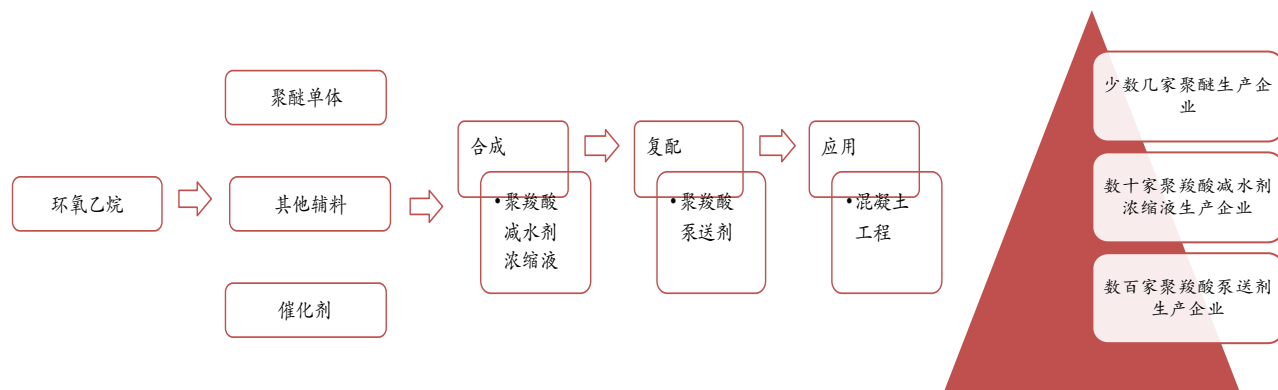 环氧乙烷
聚醚单体
其他辅料
催化剂
合成
•聚羧酸
减水剂
浓缩液
复配
•聚羧酸
泵送剂
应用
•混凝土
工程
少数几家聚醚生产企
业
数十家聚羧酸减水剂
浓缩液生产企业
数百家聚羧酸泵送剂
生产企业